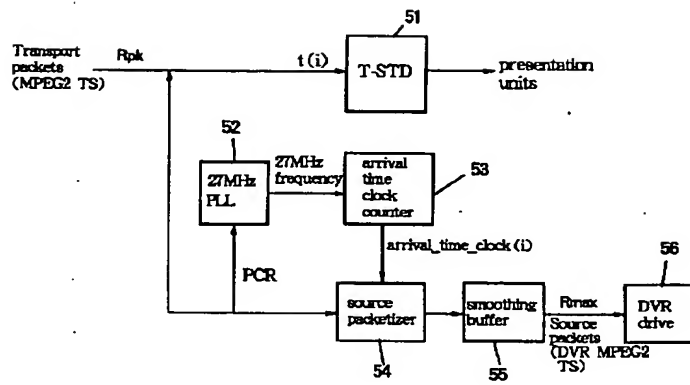 51
Transport
packets
(MPEG2 TS)
Rpk
t(i)
T-STD
presentation
units
52
27MHz
PLL
27MHz
frequency
arrival
time
clock
counter
53
arrival_time_clock(i)
PCR
source
packetizer
54
smoothing
buffer
55
Rmax
Source
packets
(DVR MPEG2
TS)
56
DVR
drive